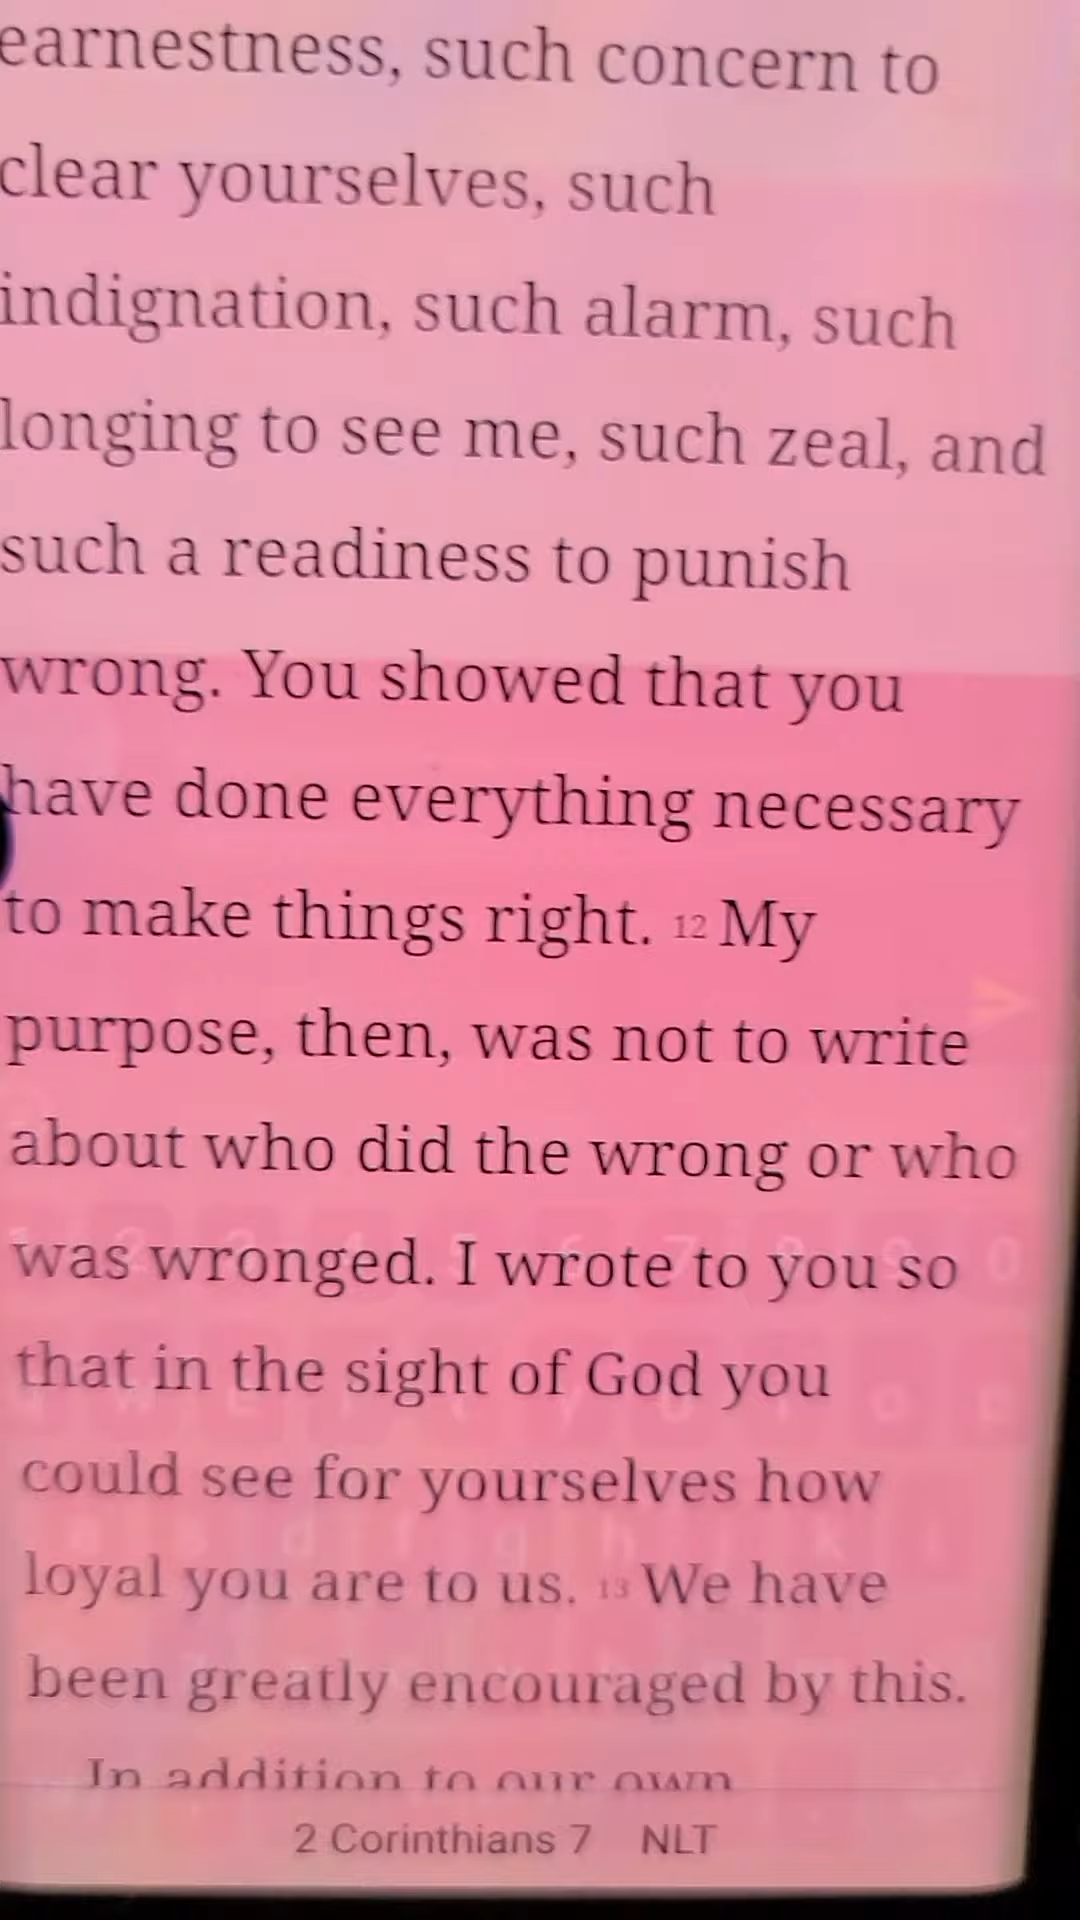 earnestness, such concern to
clear yourselves, such
indignation, such alarm, such
longing to see me, such zeal, and
such a readiness to punish
wrong. You showed that you
have done everything necessary
to make things right. 12 My
purpose, then, was not to write
about who did the wrong or who
was wronged. I wrote to you so
that in the sight of God you
could see for yourselves how
loyal you are to us. 13 We have
been greatly encouraged by this.
In addition to our own
2 Corinthians 7 NLT